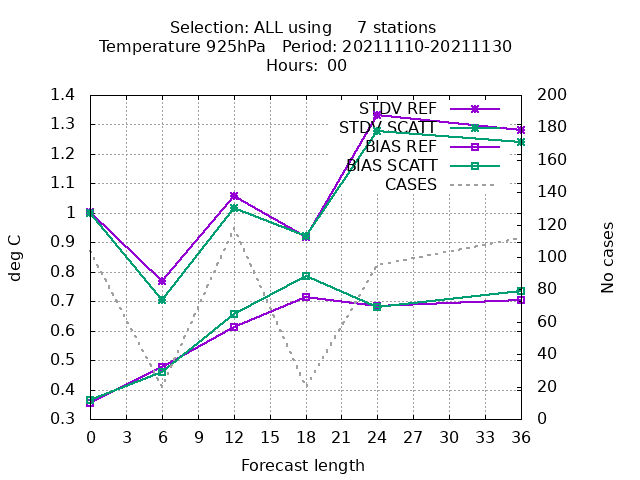 Selection: ALL using     7 stations
Temperature 925hPa   Period: 20211110-20211130
Hours: 00
STDV REF
STDV SCATT
BIAS REF
BIAS SCATT
CASES
1.4
1.3
1.2
1.1
1
0.9
0.8
0.7
0.6
0.5
0.4
0.3
deg C
200
180
160
140
120
100
80
60
40
20
0
No cases
0 3 6 9 12 15 18 21 24 27 30 33 36
Forecast length